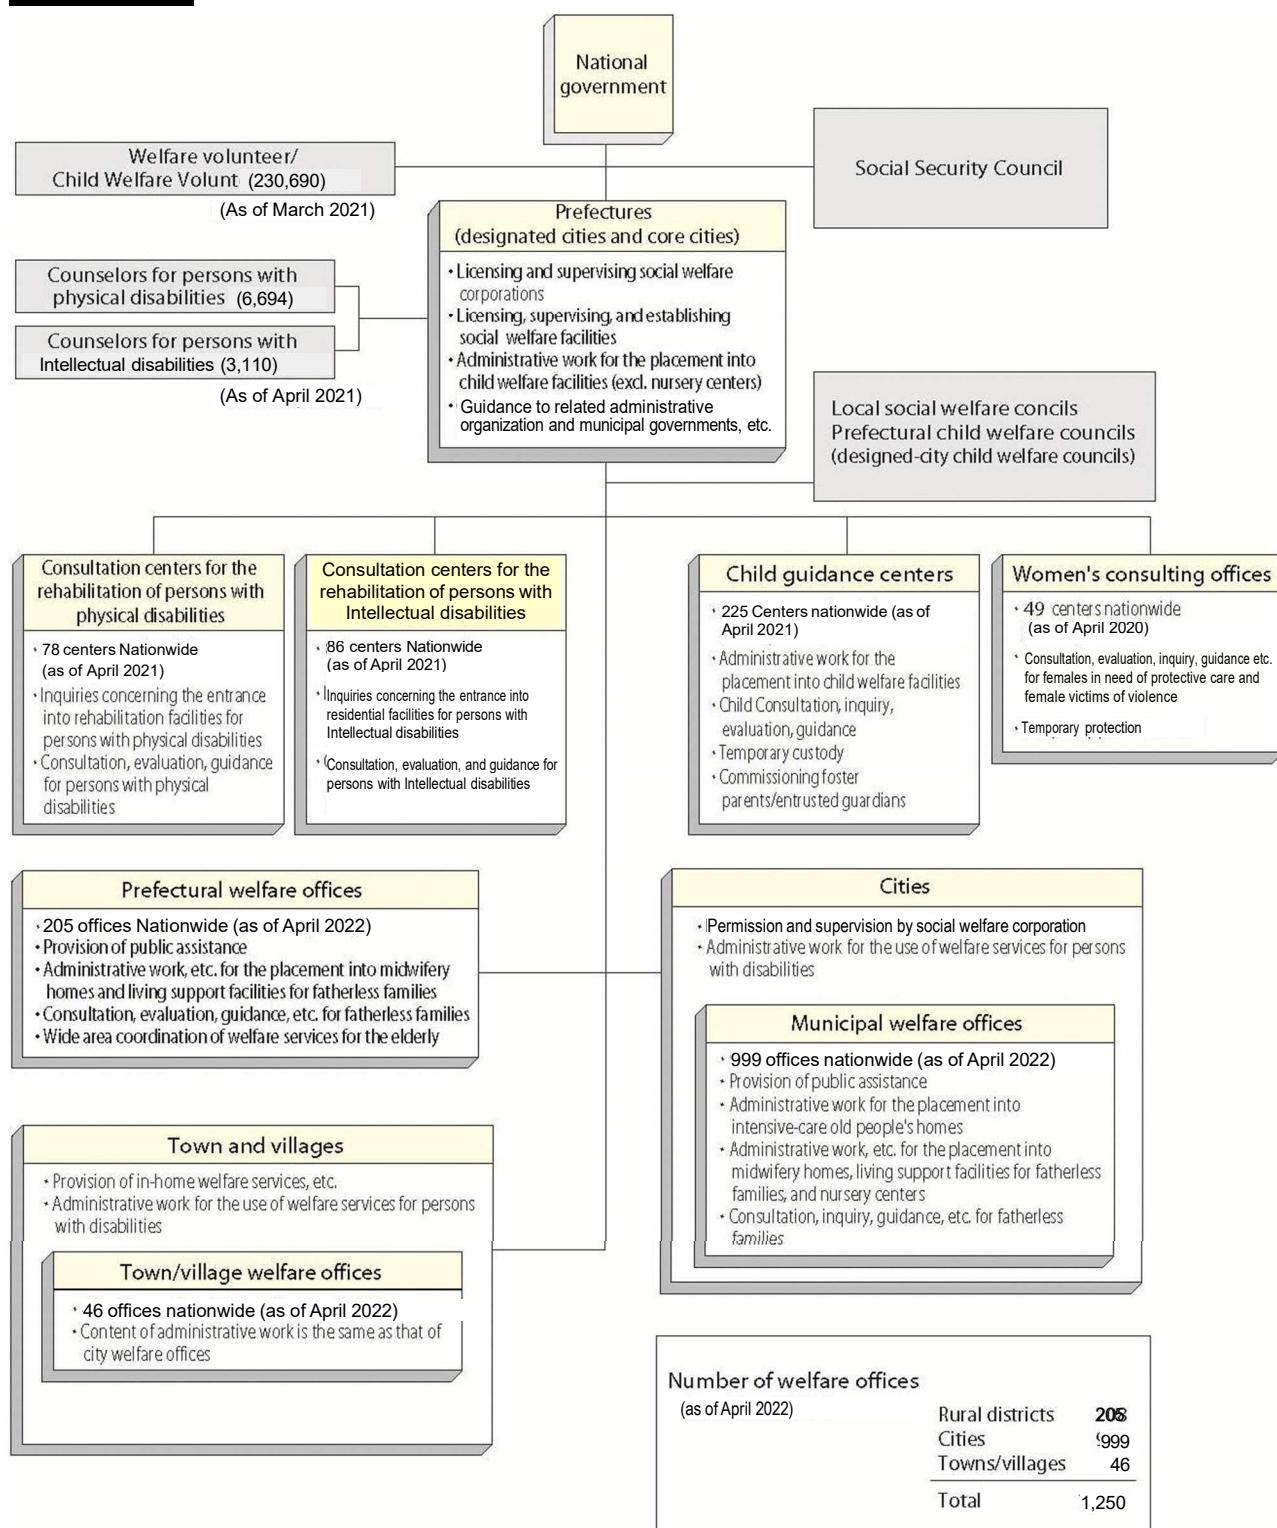 National
government
Welfare volunteer/
Child Welfare Volunt (230,690)
(As of March 2021)
Social Security Council
Prefectures
(designated cities and core cities)
・Licensing and supervising social welfare
corporations
・Licensing, supervising, and establishing
social welfare facilities
・Administrative work for the placement into
child welfare facilities (excl. nursery centers)
・Guidance to related administrative
organization and municipal governments, etc.
Counselors for persons with
physical disabilities (6,694)
Counselors for persons with
Intellectual disabilities (3,110)
(As of April 2021)
Local social welfare concils
Prefectural child welfare councils
(designed-city child welfare councils)
Consultation centers for the
rehabilitation of persons with
physical disabilities
・78 centers Nationwide
(as of April 2021)
・Inquiries concerning the entrance
into rehabilitation facilities for
persons with physical disabilities
・Consultation, evaluation, guidance
for persons with physical
disabilities
Consultation centers for the
rehabilitation of persons with
Intellectual disabilities
・86 centers Nationwide
(as of April 2021)
・Inquiries concerning the entrance into
residential facilities for persons with
Intellectual disabilities
・Consultation, evaluation, and guidance for
persons with Intellectual disabilities
Child guidance centers
・225 Centers nationwide (as of
April 2021)
・Administrative work for the
placement into child welfare facilities
・Child Consultation, inquiry,
evaluation, guidance
・Temporary custody
・Commissioning foster
parents/entrusted guardians
Women's consulting offices
・49 centers nationwide
(as of April 2020)
・Consultation, evaluation, inquiry, guidance etc.
for females in need of protective care and
female victims of violence
・Temporary protection
Prefectural welfare offices
・205 offices Nationwide (as of April 2022)
・Provision of public assistance
・Administrative work, etc. for the placement into midwifery
homes and living support facilities for fatherless families
・Consultation, evaluation, guidance, etc. for fatherless families
・Wide area coordination of welfare services for the elderly
Cities
・Permission and supervision by social welfare corporation
・Administrative work for the use of welfare services for persons
with disabilities
Municipal welfare offices
・999 offices nationwide (as of April 2022)
・Provision of public assistance
・Administrative work for the placement into
intensive-care old people's homes
・Administrative work, etc. for the placement into
midwifery homes, living support facilities for fatherless
families, and nursery centers
・Consultation, inquiry, guidance, etc. for fatherless
families
Town and villages
・Provision of in-home welfare services, etc.
・Administrative work for the use of welfare services for persons
with disabilities
Town/village welfare offices
・46 offices nationwide (as of April 2022)
・Content of administrative work is the same as that of
city welfare offices
Number of welfare offices
(as of April 2022)
Rural districts 205
Cities 999
Towns/villages 46
Total 1,250